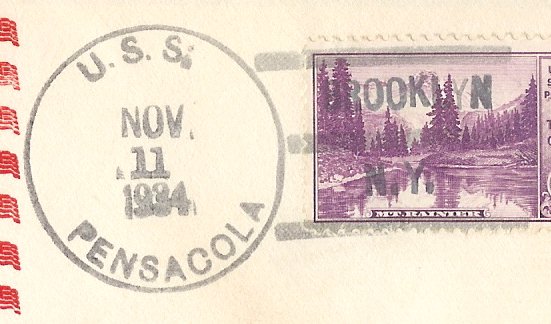 U.S.S.
NOV
11
1934
PENSACOLA
BROOKLYN
N.Y.
MT. RAINIER